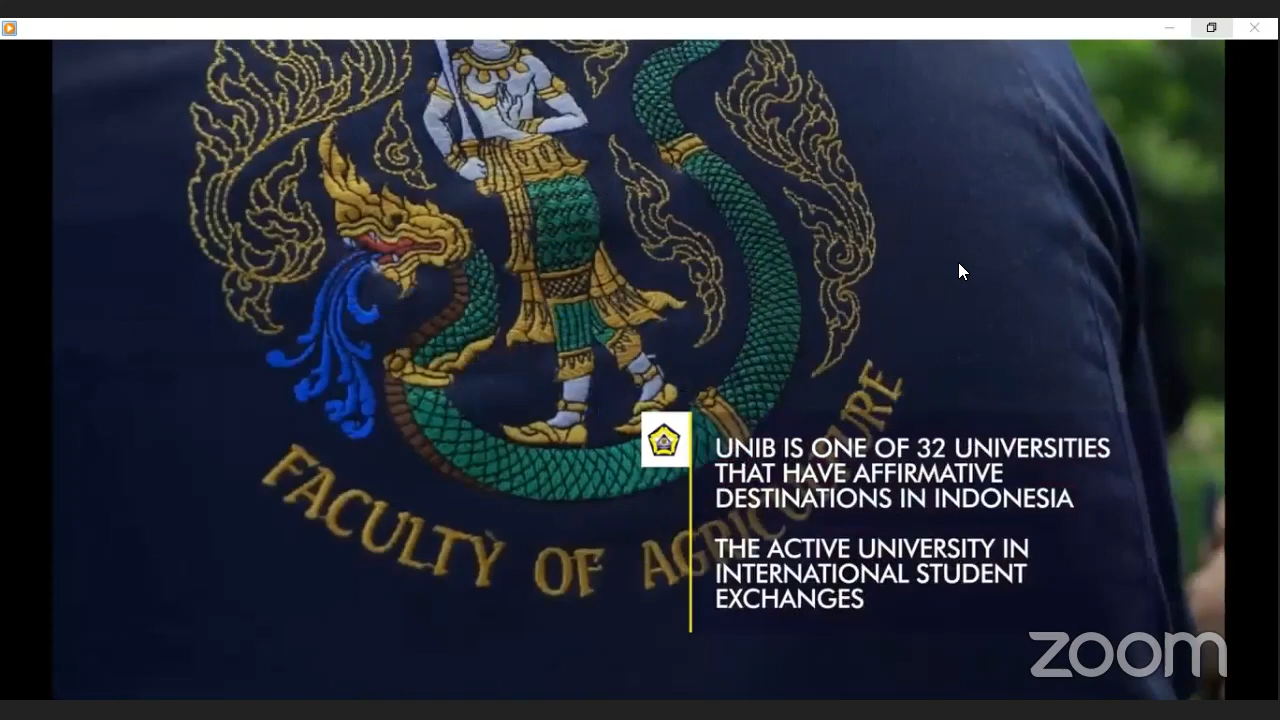 FACULTY OF AGRICULTURE
UNIB IS ONE OF 32 UNIVERSITIES
THAT HAVE AFFIRMATIVE
DESTINATIONS IN INDONESIA
THE ACTIVE UNIVERSITY IN
INTERNATIONAL STUDENT
EXCHANGES
zoom